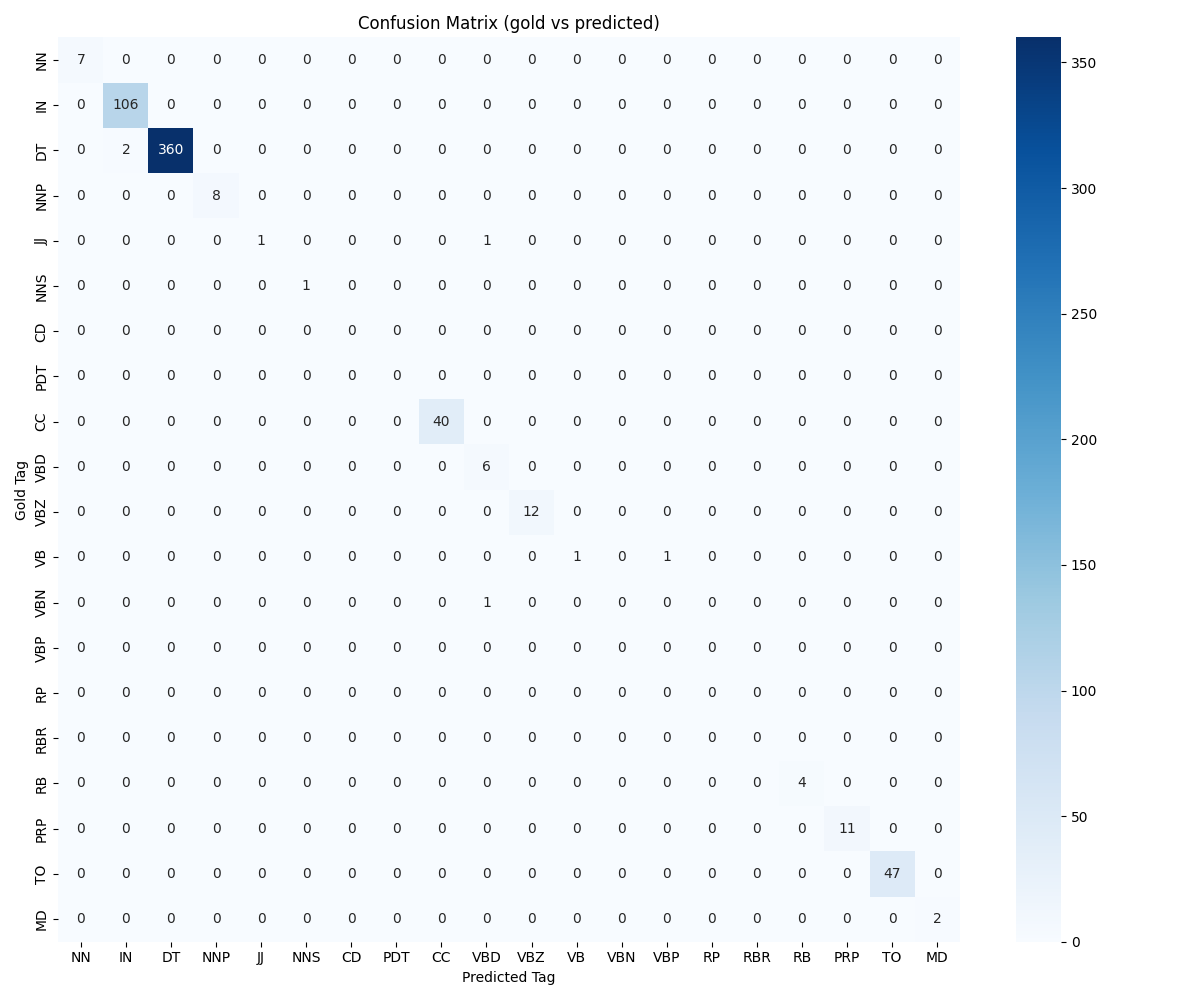 Confusion Matrix (gold vs predicted)
NN 7 0 0 0 0 0 0 0 0 0 0 0 0 0 0 0 0 0 0 0
IN 0 106 0 0 0 0 0 0 0 0 0 0 0 0 0 0 0 0 0 0
DT 0 2 360 0 0 0 0 0 0 0 0 0 0 0 0 0 0 0 0 0
NNP 0 0 0 8 0 0 0 0 0 0 0 0 0 0 0 0 0 0 0 0
JJ 0 0 0 0 1 0 0 0 0 1 0 0 0 0 0 0 0 0 0 0
NNS 0 0 0 0 0 1 0 0 0 0 0 0 0 0 0 0 0 0 0 0
CD 0 0 0 0 0 0 0 0 0 0 0 0 0 0 0 0 0 0 0 0
PDT 0 0 0 0 0 0 0 0 0 0 0 0 0 0 0 0 0 0 0 0
CC 0 0 0 0 0 0 0 0 40 0 0 0 0 0 0 0 0 0 0 0
VBD 0 0 0 0 0 0 0 0 0 6 0 0 0 0 0 0 0 0 0 0
VBZ 0 0 0 0 0 0 0 0 0 0 12 0 0 0 0 0 0 0 0 0
VB 0 0 0 0 0 0 0 0 0 0 0 1 0 1 0 0 0 0 0 0
VBN 0 0 0 0 0 0 0 0 0 1 0 0 0 0 0 0 0 0 0 0
VBP 0 0 0 0 0 0 0 0 0 0 0 0 0 0 0 0 0 0 0 0
RP 0 0 0 0 0 0 0 0 0 0 0 0 0 0 0 0 0 0 0 0
RBR 0 0 0 0 0 0 0 0 0 0 0 0 0 0 0 0 0 0 0 0
RB 0 0 0 0 0 0 0 0 0 0 0 0 0 0 0 0 4 0 0 0
PRP 0 0 0 0 0 0 0 0 0 0 0 0 0 0 0 0 0 11 0 0
TO 0 0 0 0 0 0 0 0 0 0 0 0 0 0 0 0 0 0 47 0
MD 0 0 0 0 0 0 0 0 0 0 0 0 0 0 0 0 0 0 0 2
NN IN DT NNP JJ NNS CD PDT CC VBD VBZ VB VBN VBP RP RBR RB PRP TO MD
Predicted Tag
Gold Tag
350
300
250
200
150
100
50
0